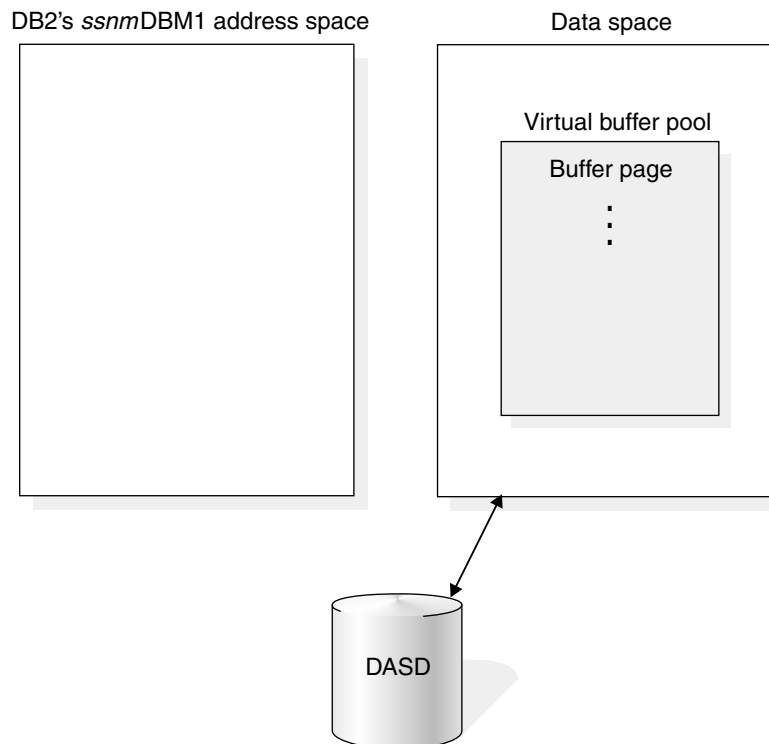 DB2's ssnmDBM1 address space
Data space
Virtual buffer pool
Buffer page
DASD